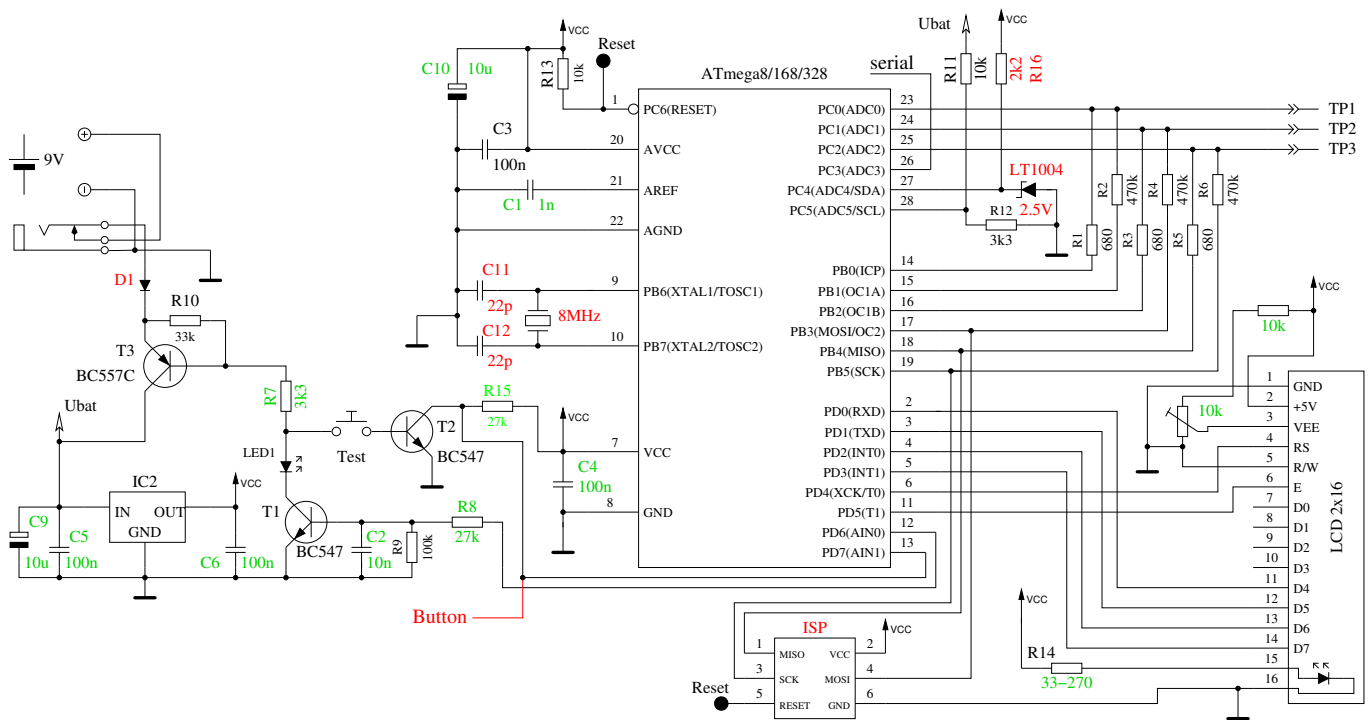 VCC
Reset
Ubat
VCC
C10
10u
R13
10k
serial
R11
10k
2k2
R16
ATmega8/168/328
1
PC6(RESET)
PC0(ADC0)
23
TP1
PC1(ADC1)
24
TP2
C3
100n
20
AVCC
PC2(ADC2)
25
TP3
9V
PC3(ADC3)
26
LT1004
C1
1n
21
AREF
PC4(ADC4/SDA)
27
2.5V
R2
470k
R4
470k
R6
470k
PC5(ADC5/SCL)
28
R12
3k3
22
AGND
R1
680
R3
680
R5
680
D1
C11
22p
9
PB6(XTAL1/TOSC1)
PB0(ICP)
14
PB1(OC1A)
15
VCC
R10
33k
8MHz
PB2(OC1B)
16
C12
22p
10
PB7(XTAL2/TOSC2)
PB3(MOSI/OC2)
17
10k
T3
BC557C
PB4(MISO)
18
PB5(SCK)
19
R7
3k3
R15
27k
PD0(RXD)
2
10k
1
GND
2
+5V
Ubat
T2
BC547
VCC
PD1(TXD)
3
3
VEE
Test
7
VCC
PD2(INT0)
4
4
RS
LED1
PD3(INT1)
5
5
R/W
C4
100n
PD4(XCK/T0)
6
6
E
IC2
VCC
IN
OUT
GND
T1
BC547
R8
27k
8
GND
PD5(T1)
11
7
D0
C9
10u
C5
100n
C6
100n
C2
10n
R9
100k
PD6(AIN0)
12
8
D1
PD7(AIN1)
13
9
D2
10
D3
11
D4
LCD 2x16
Button
VCC
12
D5
ISP
VCC
13
D6
1
MISO
VCC
2
14
D7
3
SCK
MOSI
4
R14
33−270
15
Reset
5
RESET
GND
6
16